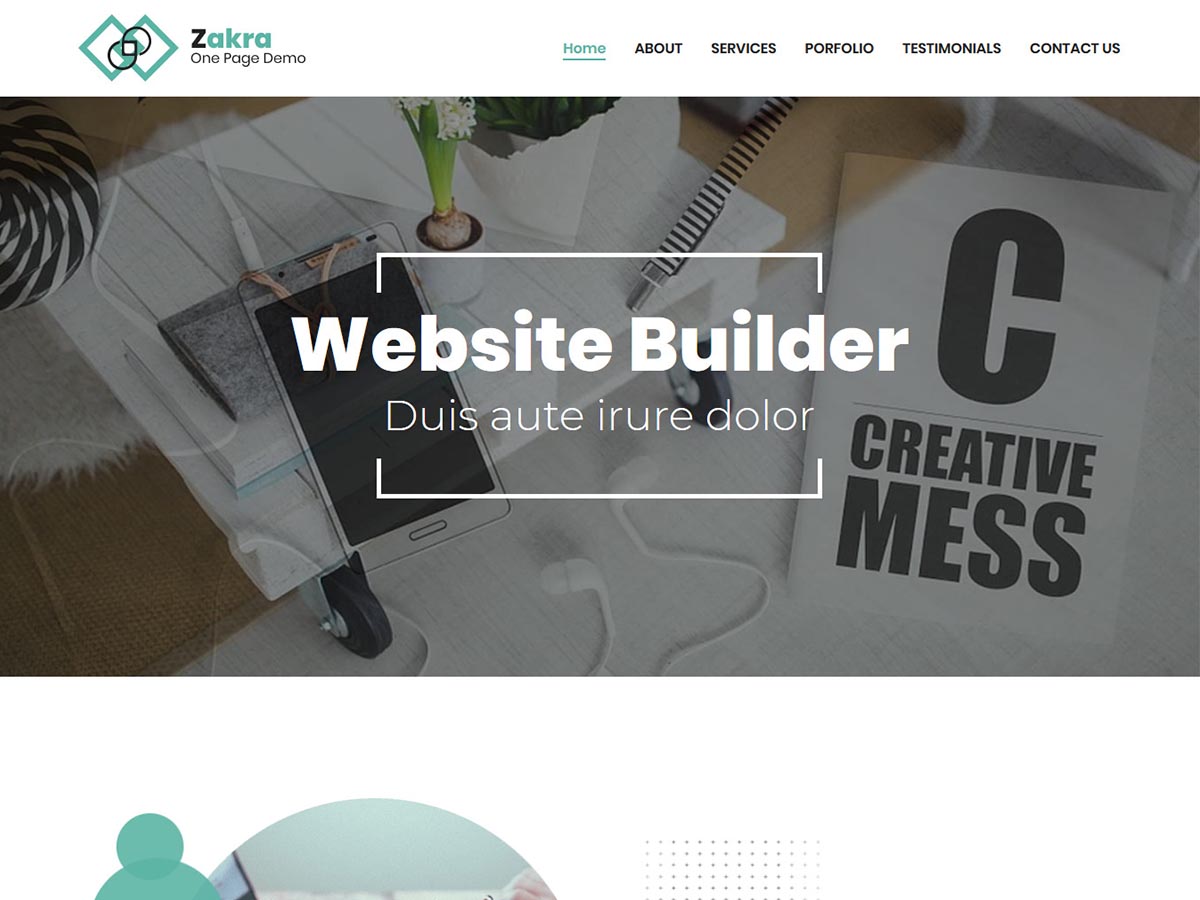 Zakra
One Page Demo
Home ABOUT SERVICES PORFOLIO TESTIMONIALS CONTACT US
Website Builder
Duis aute irure dolor
C
CREATIVE
MESS